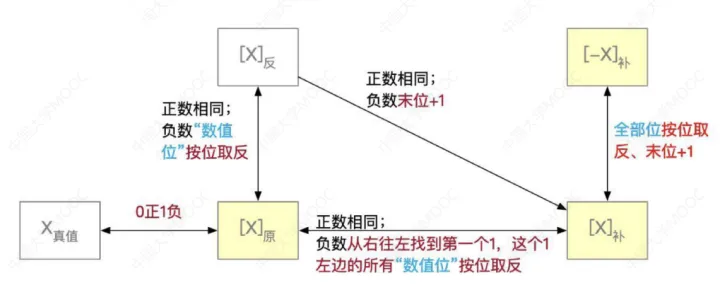 [X]反
[-X]补
正数相同；
负数末位+1
正数相同；
负数“数值
位”按位取反
全部位按位取
反、末位+1
X真值
0正1负
[X]原
正数相同；
负数从右往左找到第一个1，这个1
左边的所有“数值位”按位取反
[X]补